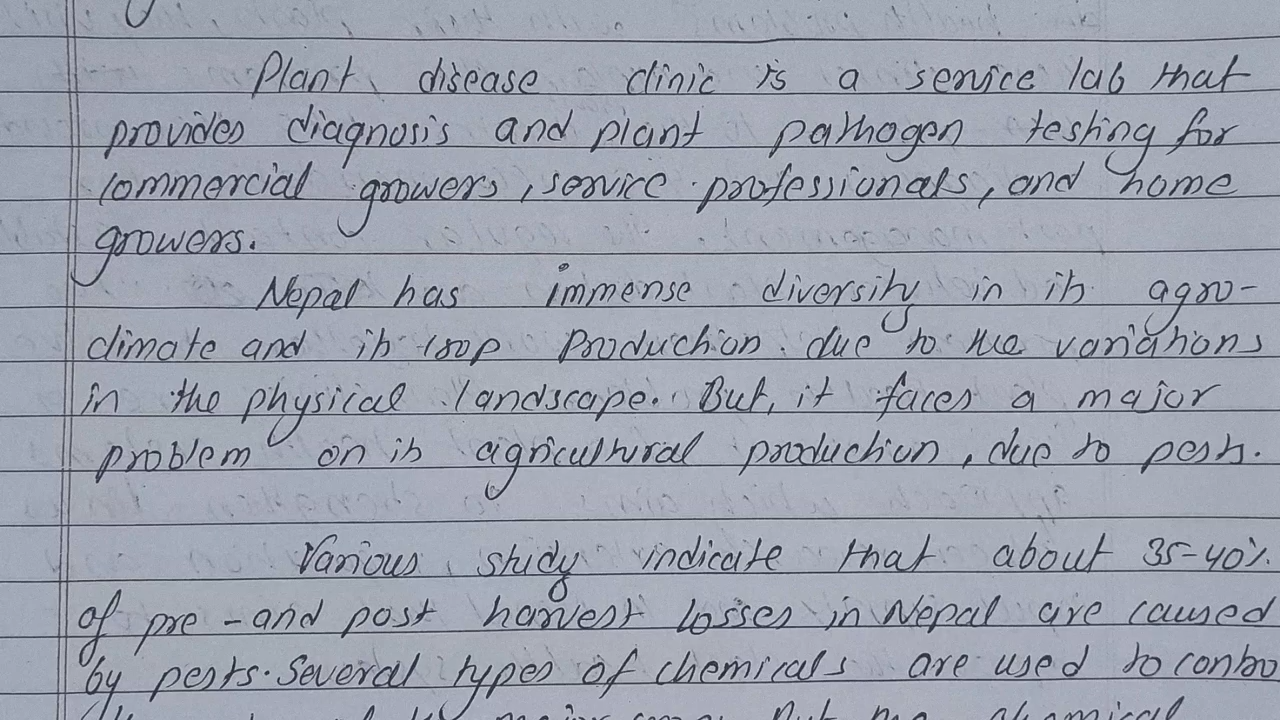 Plant disease clinic is a service lab that
provides diagnosis and plant pathogen testing for
commercial growers, service professionals, and home
growers.
Nepal has immense diversity in its agro-
climate and its crop production due to the variations
in the physical landscape. But, it faces a major
problem on its agricultural production, due to pests.
Various study indicate that about 35-40%
of pre-and post harvest losses in Nepal are caused
by pests. Several types of chemicals are used to contro
major But the chemical